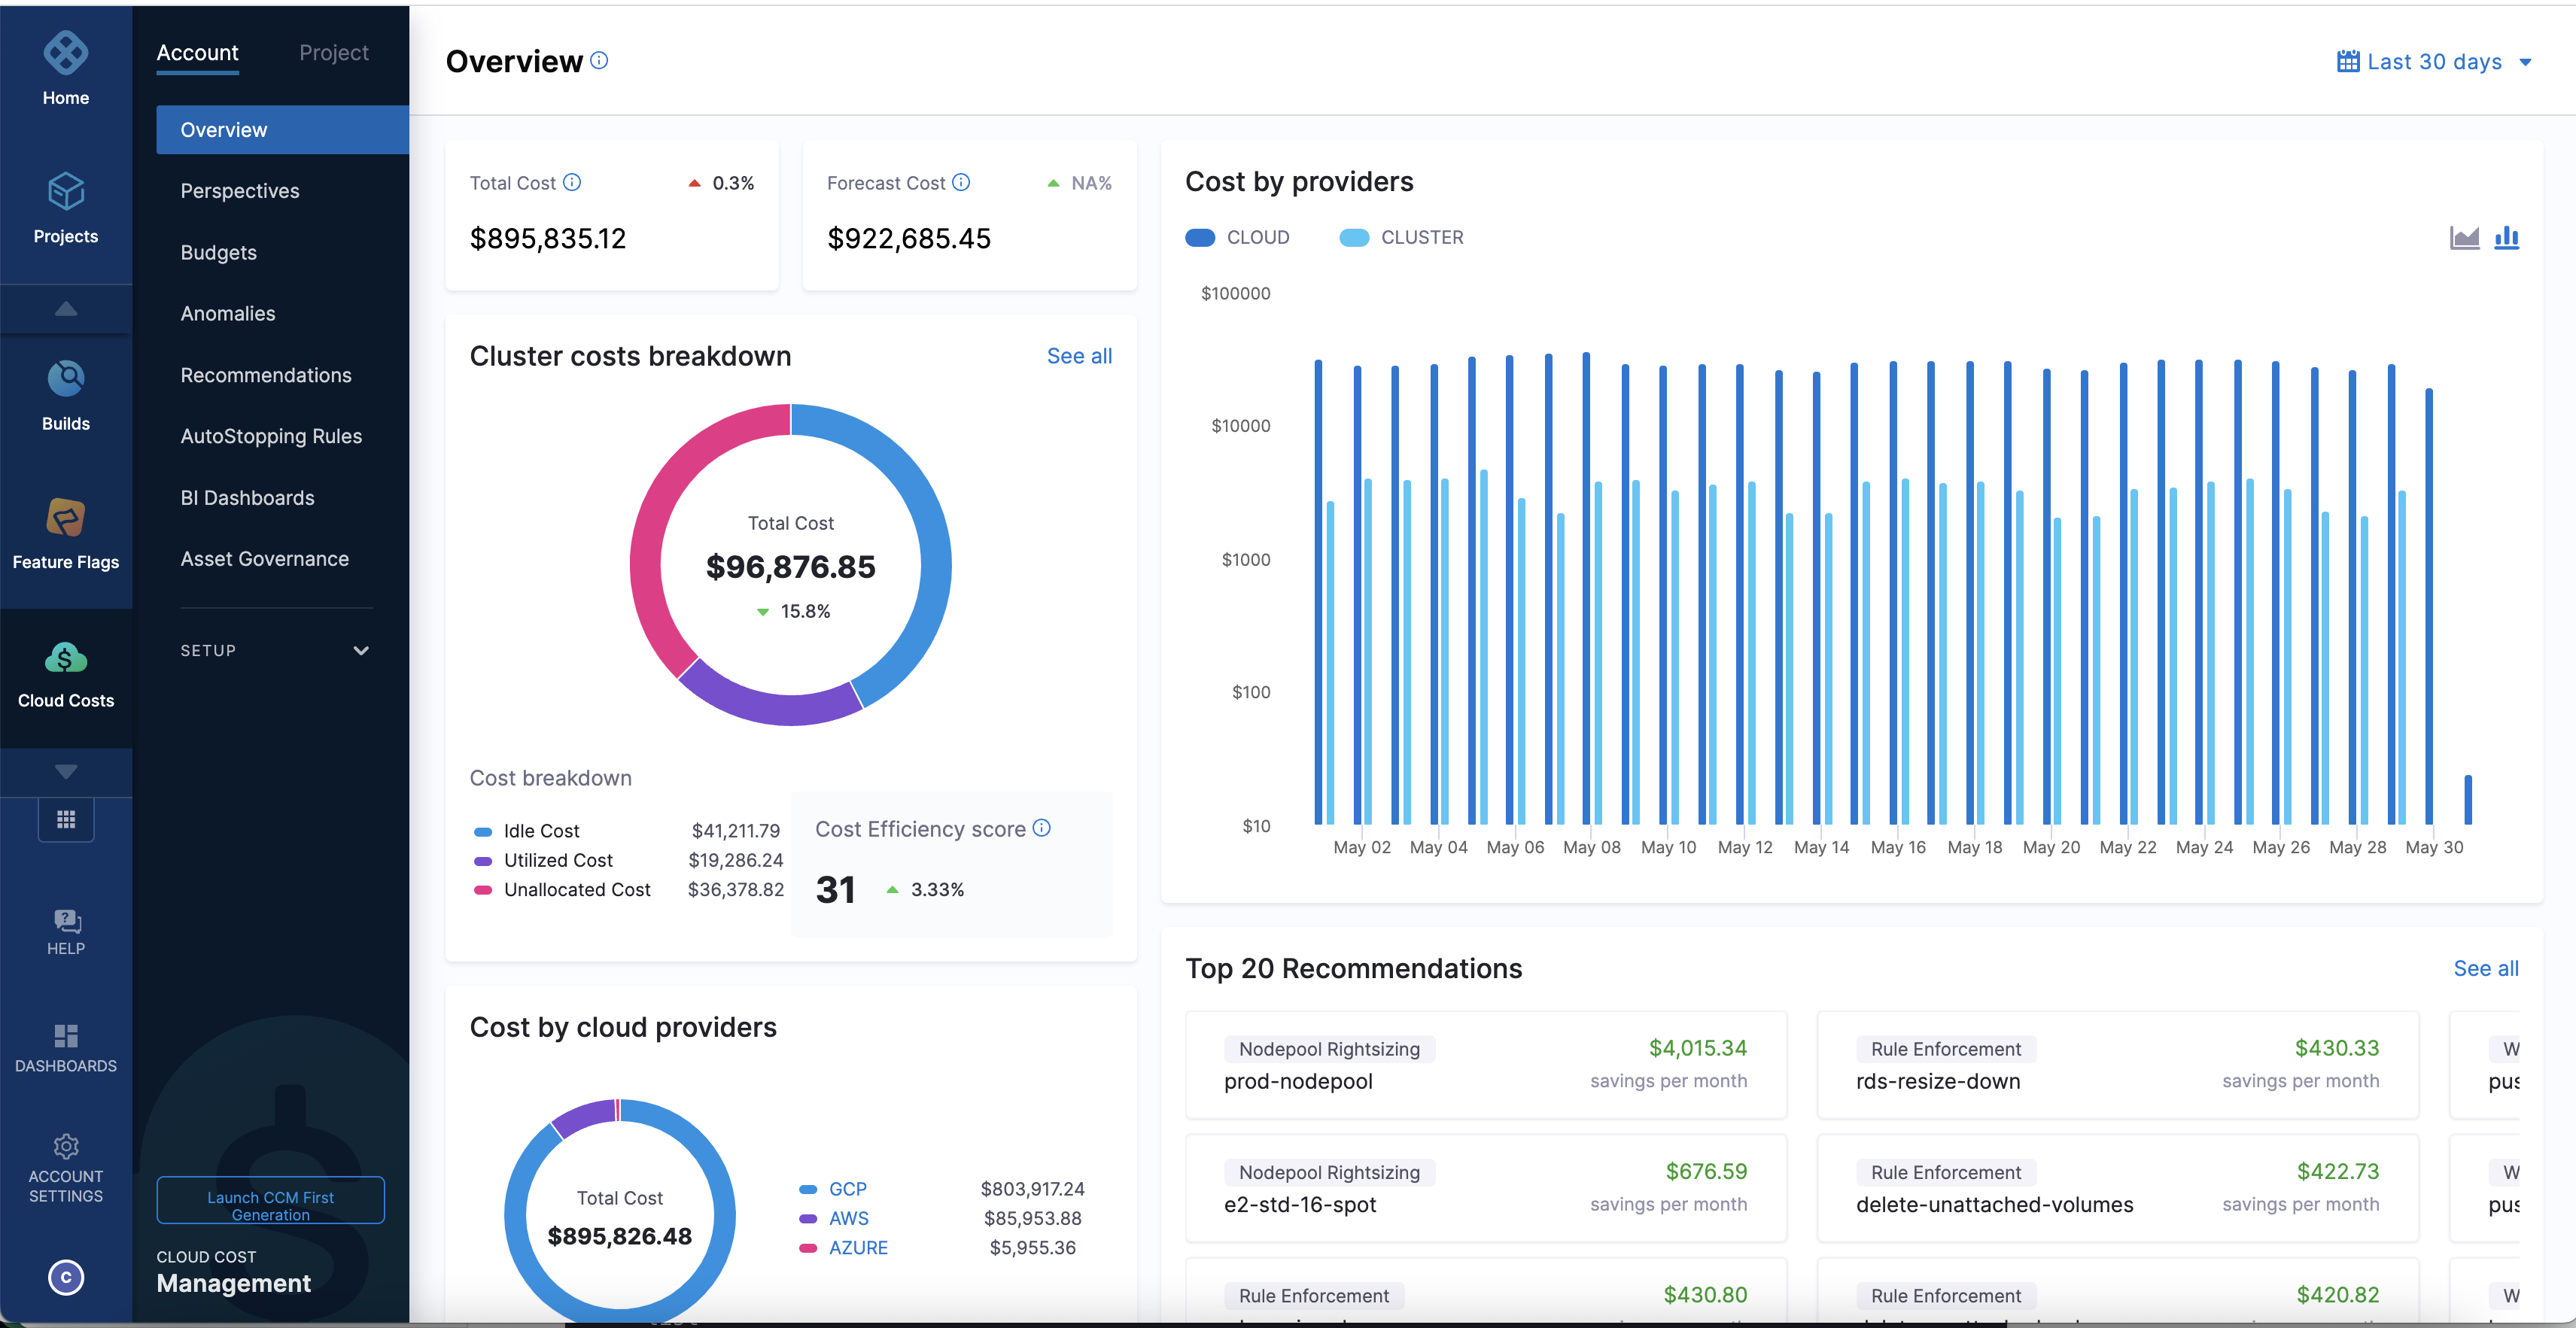 Home
Projects
Builds
Feature Flags
Cloud Costs
HELP
DASHBOARDS
ACCOUNT
SETTINGS
C
Account Project
Overview
Perspectives
Budgets
Anomalies
Recommendations
AutoStopping Rules
BI Dashboards
Asset Governance
SETUP
Launch CCM First
Generation
CLOUD COST
Management
Overview
Last 30 days
Total Cost 0.3%
$895,835.12
Forecast Cost NA%
$922,685.45
Cluster costs breakdown See all
Total Cost
$96,876.85
15.8%
Cost breakdown
Idle Cost $41,211.79
Utilized Cost $19,286.24
Unallocated Cost $36,378.82
Cost Efficiency score
31 3.33%
Cost by cloud providers
Total Cost
$895,826.48
GCP $803,917.24
AWS $85,953.88
AZURE $5,955.36
Cost by providers
CLOUD CLUSTER
$100000
$10000
$1000
$100
$10
May 02 May 04 May 06 May 08 May 10 May 12 May 14 May 16 May 18 May 20 May 22 May 24 May 26 May 28 May 30
Top 20 Recommendations See all
Nodepool Rightsizing $4,015.34
prod-nodepool savings per month
Rule Enforcement $430.33
rds-resize-down savings per month
W
pus
Nodepool Rightsizing $676.59
e2-std-16-spot savings per month
Rule Enforcement $422.73
delete-unattached-volumes savings per month
W
pus
Rule Enforcement $430.80
Rule Enforcement $420.82
W